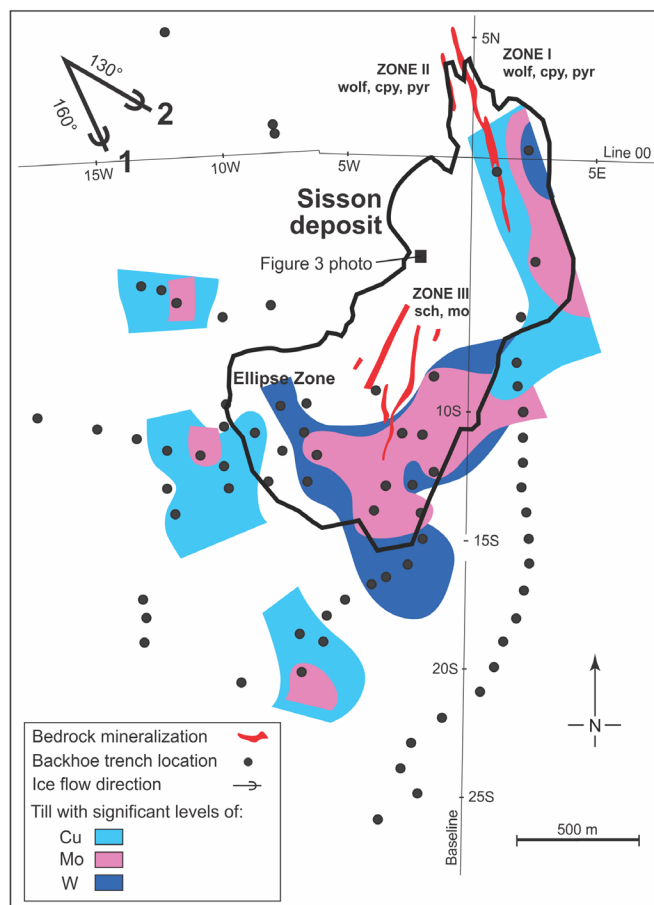 5N
ZONE I
wolf, cpy, pyr
ZONE II
wolf, cpy, pyr
130°
160°
2
1
15W
10W
5W
Line 00
5E
Sisson
deposit
Figure 3 photo
ZONE III
sch, mo
Ellipse Zone
10S
15S
20S
25S
Baseline
N
500 m
Bedrock mineralization
Backhoe trench location
Ice flow direction
Till with significant levels of:
Cu
Mo
W